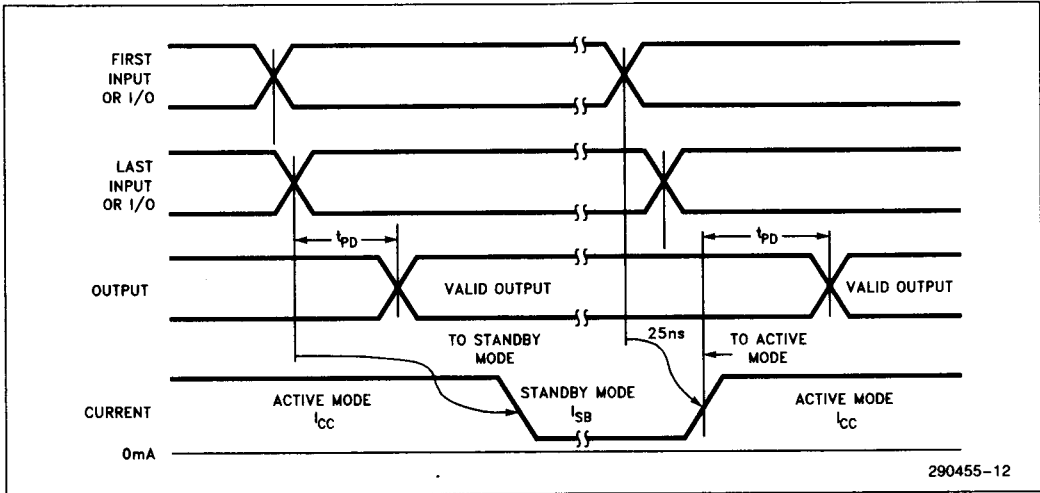 FIRST
INPUT
OR I/O
LAST
INPUT
OR I/O
tPD
tPD
OUTPUT
VALID OUTPUT
VALID OUTPUT
TO STANDBY
MODE
25ns
TO ACTIVE
MODE
CURRENT
ACTIVE MODE
ICC
STANDBY MODE
ISB
ACTIVE MODE
ICC
0mA
290455-12